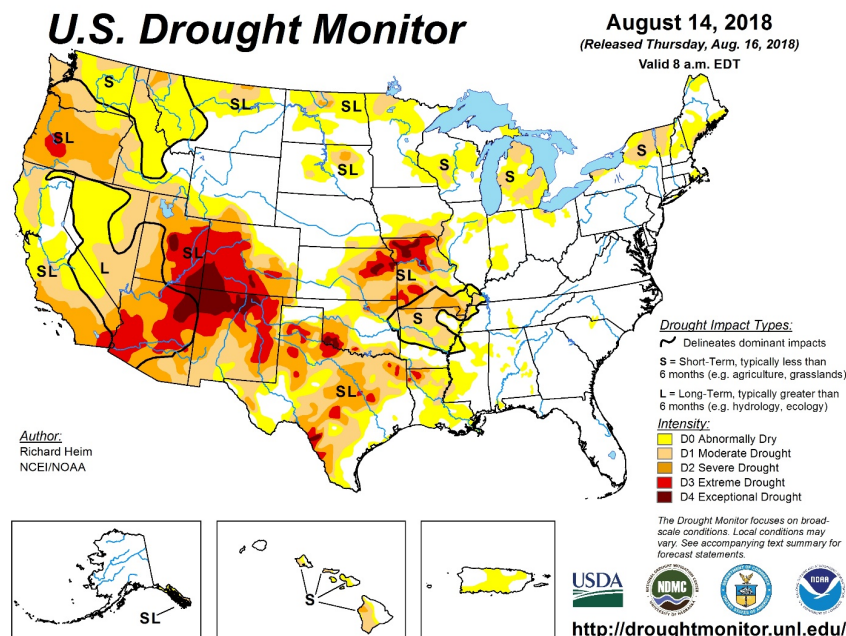 U.S. Drought Monitor
August 14, 2018
(Released Thursday, Aug. 16, 2018)
Valid 8 a.m. EDT
S
SL
SL
SL
SL
S
S
S
SL
L
SL
SL
S
SL
Drought Impact Types:
Delineates dominant impacts
S = Short-Term, typically less than
6 months (e.g. agriculture, grasslands)
L = Long-Term, typically greater than
6 months (e.g. hydrology, ecology)
Intensity:
D0 Abnormally Dry
D1 Moderate Drought
D2 Severe Drought
D3 Extreme Drought
D4 Exceptional Drought
Author:
Richard Heim
NCEI/NOAA
The Drought Monitor focuses on broad-
scale conditions. Local conditions may
vary. See accompanying text summary for
forecast statements.
SL
S
USDA
NDMC
NOAA
http://droughtmonitor.unl.edu/